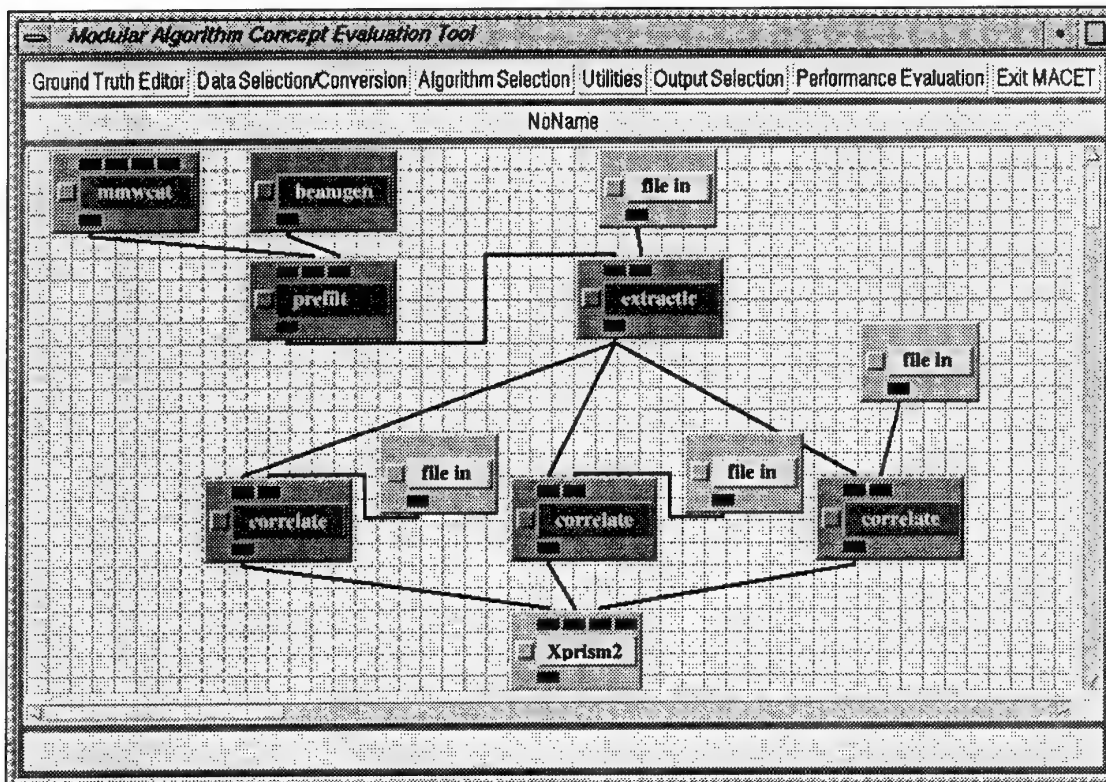 Modular Algorithm Concept Evaluation Tool
Ground Truth Editor Data Selection/Conversion Algorithm Selection Utilities Output Selection Performance Evaluation Exit MACET
NoName
mmwcat beamgen file in
prefilt extractic
file in
file in file in
correlate correlate correlate
Xprism2